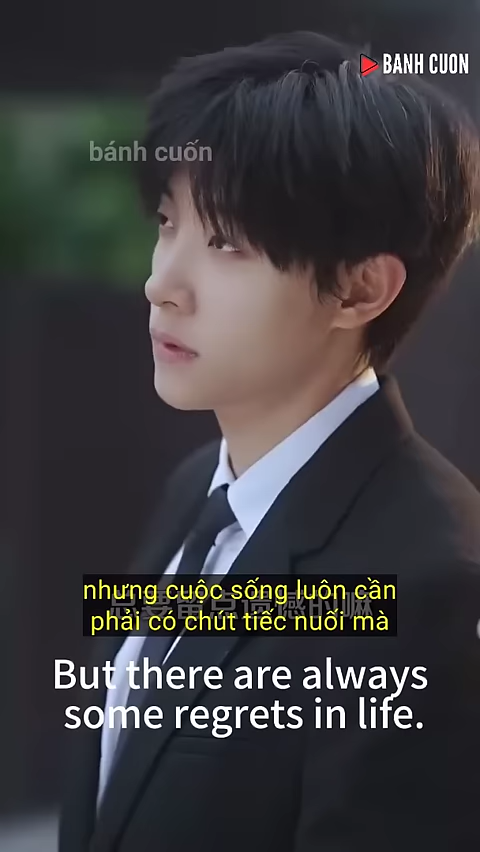 BANH CUON
bánh cuốn
nhưng cuộc sống luôn cần
phải có chút tiếc nuối mà
But there are always
some regrets in life.